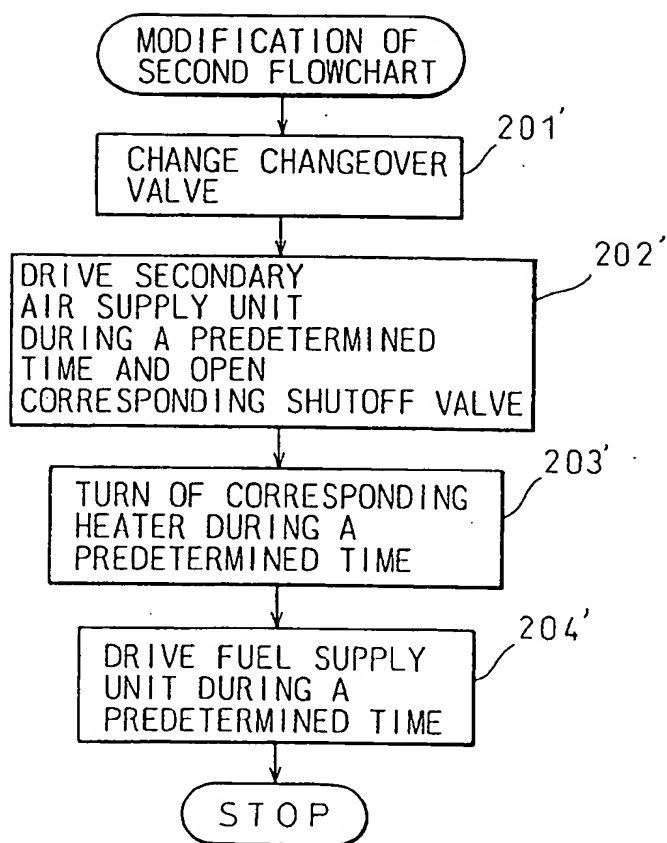 MODIFICATION OF
SECOND FLOWCHART
201'
CHANGE CHANGEOVER
VALVE
202'
DRIVE SECONDARY
AIR SUPPLY UNIT
DURING A PREDETERMINED
TIME AND OPEN
CORRESPONDING SHUTOFF VALVE
203'
TURN OF CORRESPONDING
HEATER DURING A
PREDETERMINED TIME
204'
DRIVE FUEL SUPPLY
UNIT DURING A
PREDETERMINED TIME
STOP